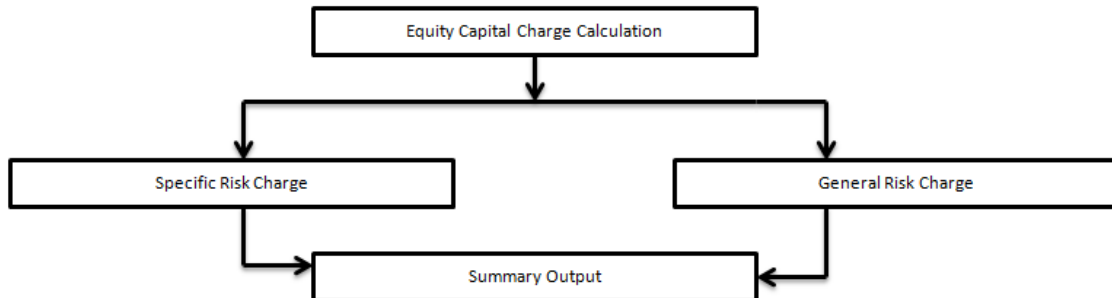 Equity Capital Charge Calculation
Specific Risk Charge
General Risk Charge
Summary Output